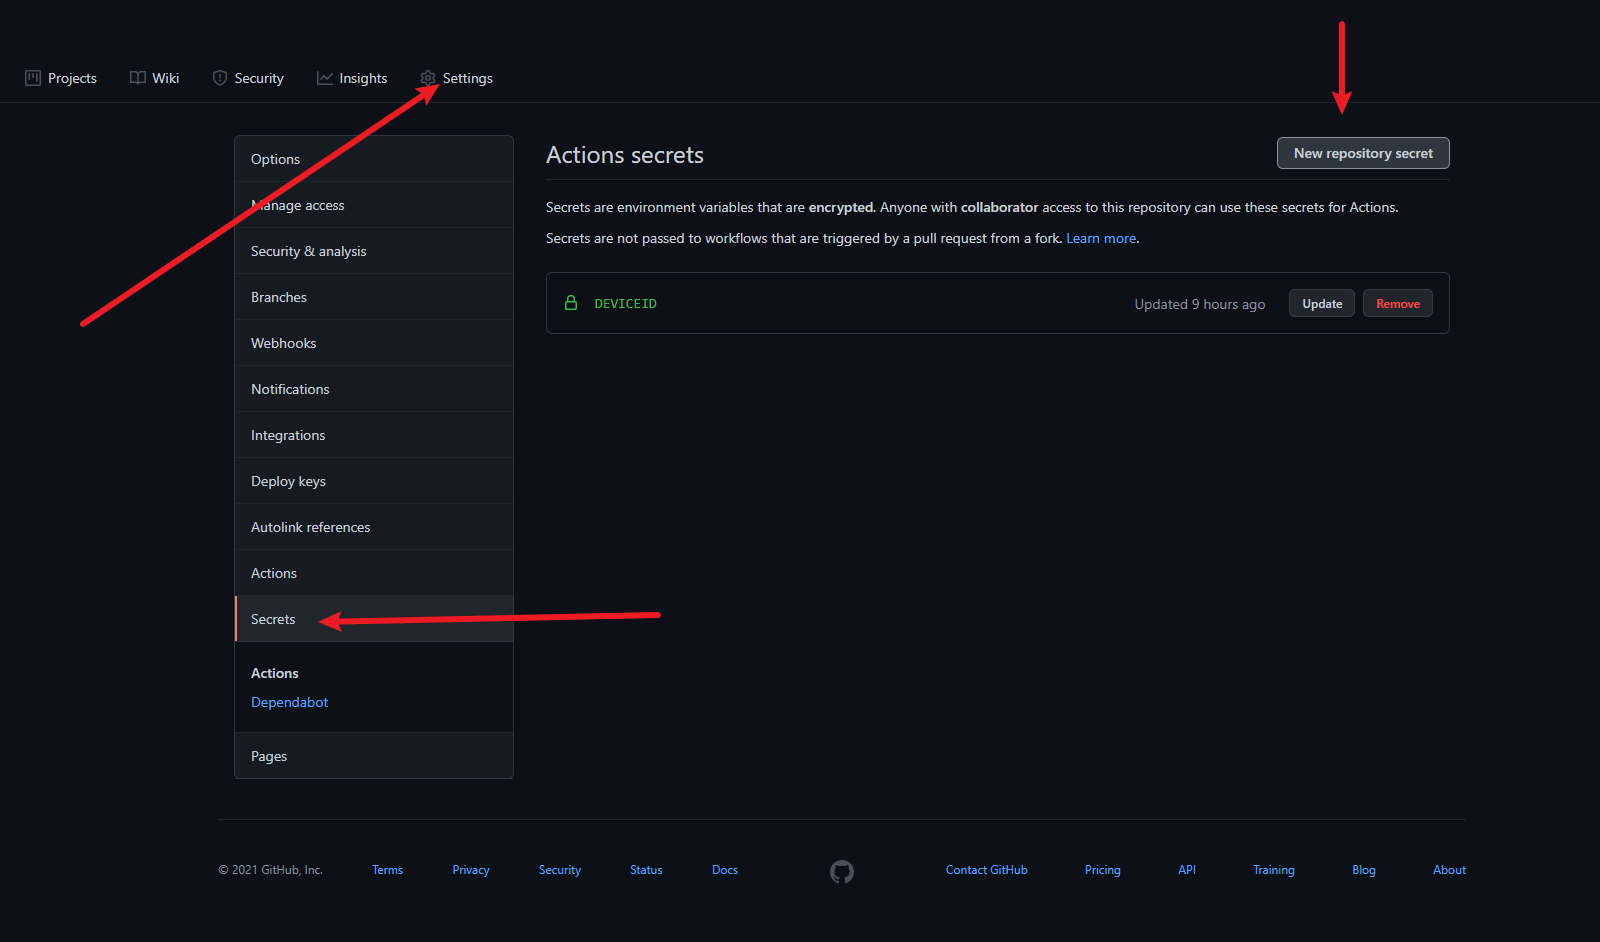 Projects Wiki Security Insights Settings
Options
Manage access
Security & analysis
Branches
Webhooks
Notifications
Integrations
Deploy keys
Autolink references
Actions
Secrets
Actions
Dependabot
Pages
Actions secrets
New repository secret
Secrets are environment variables that are encrypted. Anyone with collaborator access to this repository can use these secrets for Actions.
Secrets are not passed to workflows that are triggered by a pull request from a fork. Learn more.
DEVICEID Updated 9 hours ago Update Remove
© 2021 GitHub, Inc. Terms Privacy Security Status Docs Contact GitHub Pricing API Training Blog About